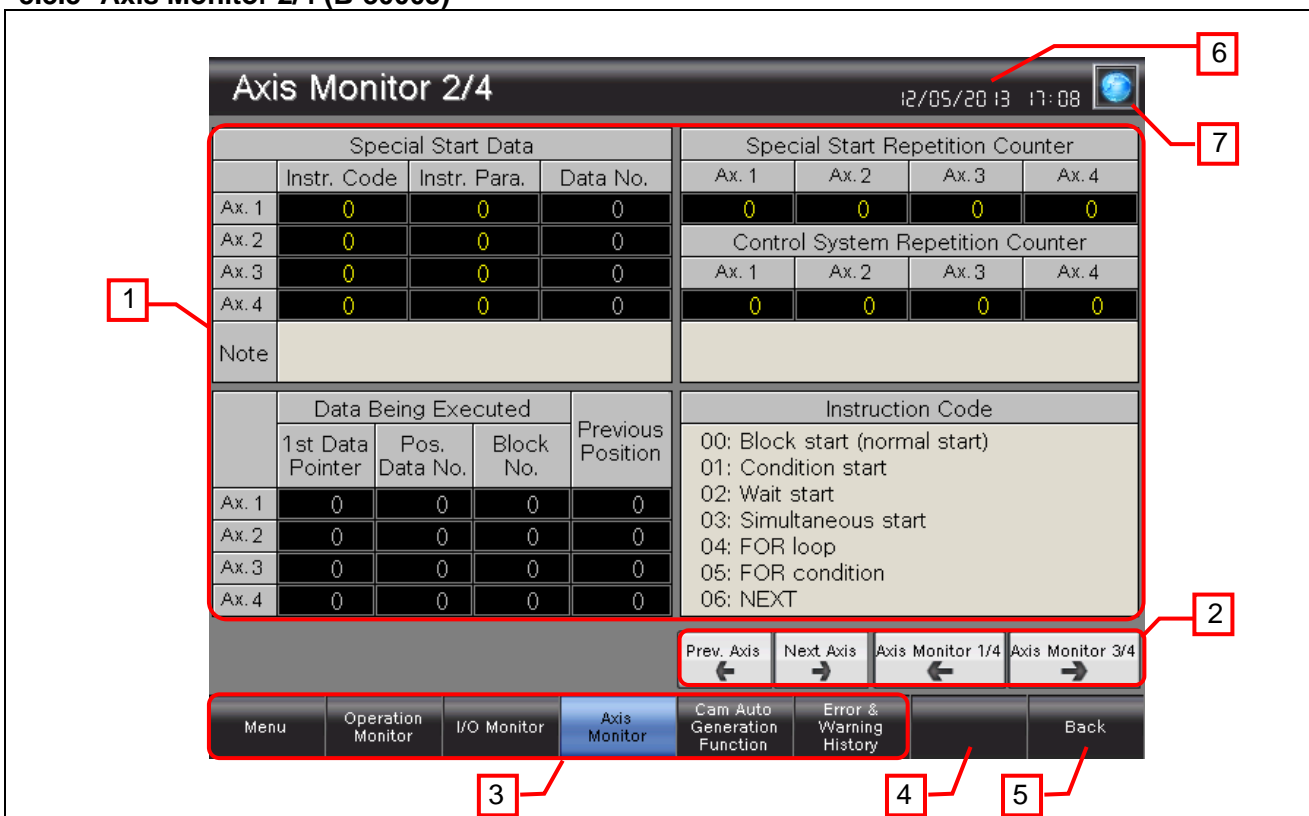 Axis Monitor 2/4
12/05/2013 17:08
6
7
Special Start Data
Instr. Code Instr. Para. Data No.
Ax. 1 0 0 0
Ax. 2 0 0 0
Ax. 3 0 0 0
Ax. 4 0 0 0
Note
Special Start Repetition Counter
Ax. 1 Ax. 2 Ax. 3 Ax. 4
0 0 0 0
Control System Repetition Counter
Ax. 1 Ax. 2 Ax. 3 Ax. 4
0 0 0 0
1
Data Being Executed
1st Data Pointer Pos. Data No. Block No. Previous Position
Ax. 1 0 0 0 0
Ax. 2 0 0 0 0
Ax. 3 0 0 0 0
Ax. 4 0 0 0 0
Instruction Code
00: Block start (normal start)
01: Condition start
02: Wait start
03: Simultaneous start
04: FOR loop
05: FOR condition
06: NEXT
2
Prev. Axis Next Axis Axis Monitor 1/4 Axis Monitor 3/4
Menu Operation Monitor I/O Monitor Axis Monitor Cam Auto Generation Function Error & Warning History Back
3 4 5